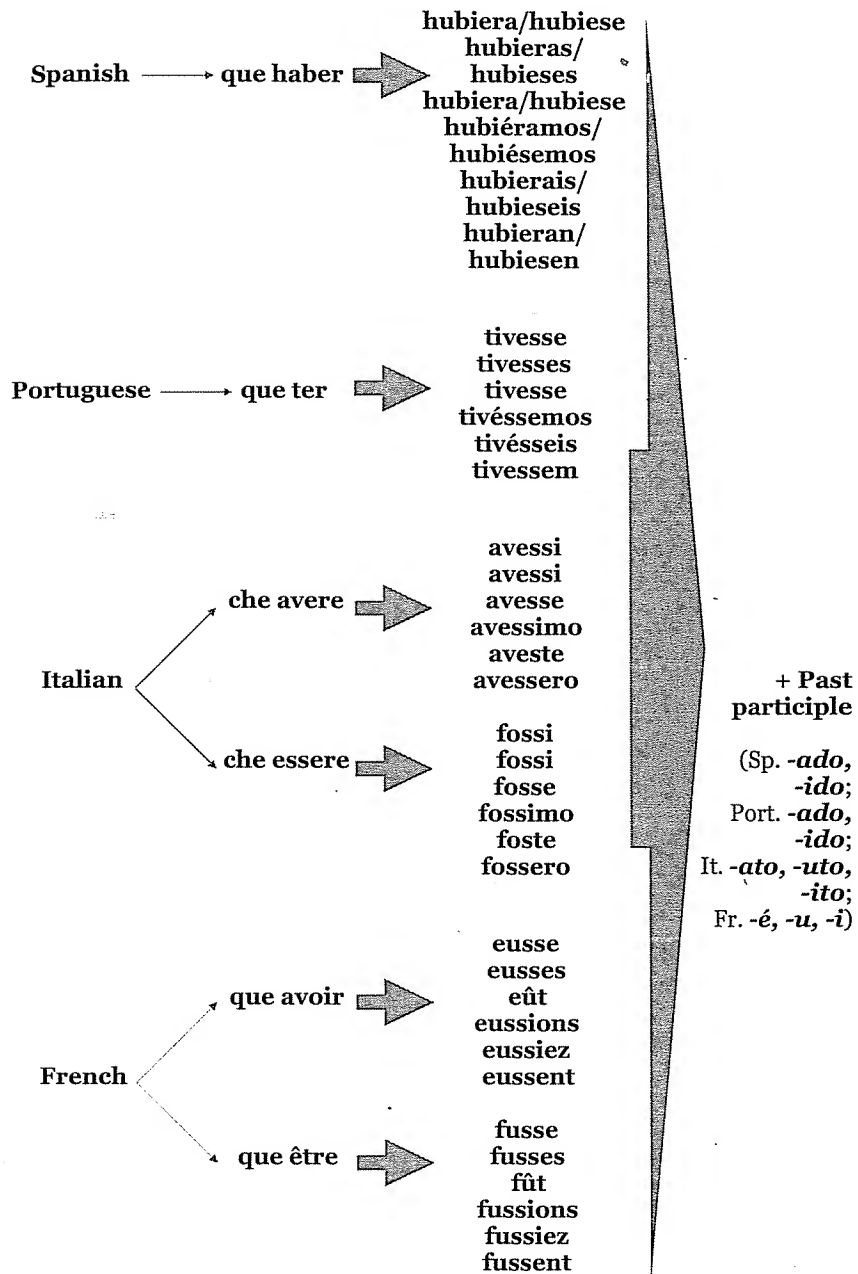 hubiera/hubiese
hubieras/
hubieses
hubiera/hubiese
hubiéramos/
hubiésemos
hubierais/
hubieseis
hubieran/
hubiesen
Spanish que haber
tivesse
tivesses
tivesse
tivéssemos
tivésseis
tivessem
Portuguese que ter
avessi
avessi
avesse
avessimo
aveste
avessero
che avere
Italian
fossi
fossi
fosse
fossimo
foste
fossero
che essere
eusse
eusses
eût
eussions
eussiez
eussent
que avoir
French
fusse
fusses
fût
fussions
fussiez
fussent
que être
+ Past
participle
(Sp. -ado,
-ido;
Port. -ado,
-ido;
It. -ato, -uto,
-ito;
Fr. -é, -u, -i)